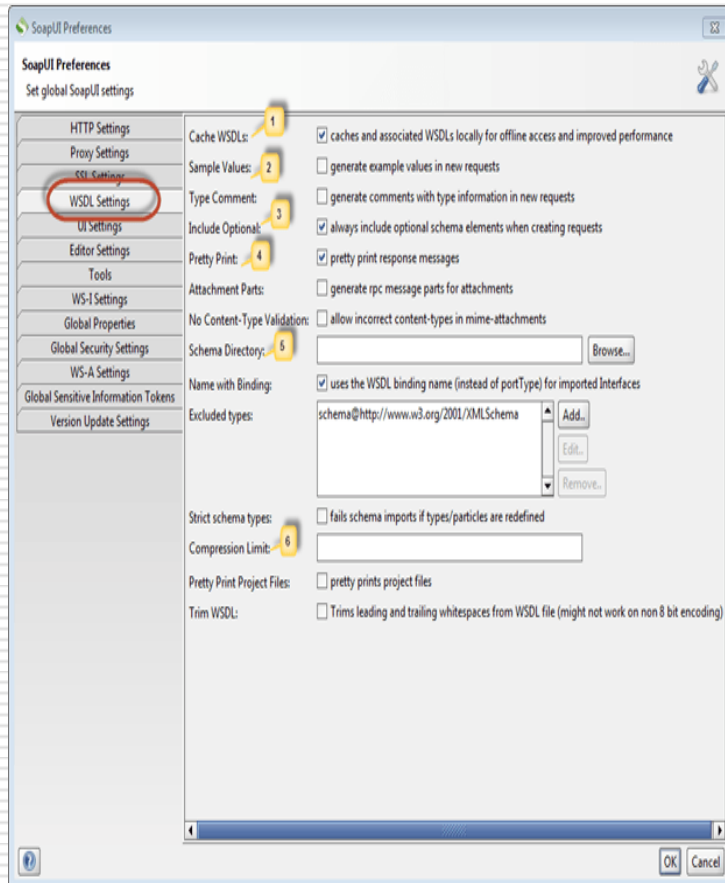 SoapUI Preferences
SoapUI Preferences
Set global SoapUI settings
HTTP Settings
Proxy Settings
SSL Settings
WSDL Settings
UI Settings
Editor Settings
Tools
WS-I Settings
Global Properties
Global Security Settings
WS-A Settings
Global Sensitive Information Tokens
Version Update Settings
Cache WSDLs: 1 caches and associated WSDLs locally for offline access and improved performance
Sample Values: 2 generate example values in new requests
Type Comment: generate comments with type information in new requests
Include Optional: 3 always include optional schema elements when creating requests
Pretty Print: 4 pretty print response messages
Attachment Parts: generate rpc message parts for attachments
No Content-Type Validation: allow incorrect content-types in mime-attachments
Schema Directory: 5 Browse...
Name with Binding: uses the WSDL binding name (instead of portType) for imported Interfaces
Excluded types: schema@http://www.w3.org/2001/XMLSchema Add..
Edit..
Remove..
Strict schema types: fails schema imports if types/particles are redefined
Compression Limit: 6
Pretty Print Project Files: pretty prints project files
Trim WSDL: Trims leading and trailing whitespaces from WSDL file (might not work on non 8 bit encoding)
? OK Cancel